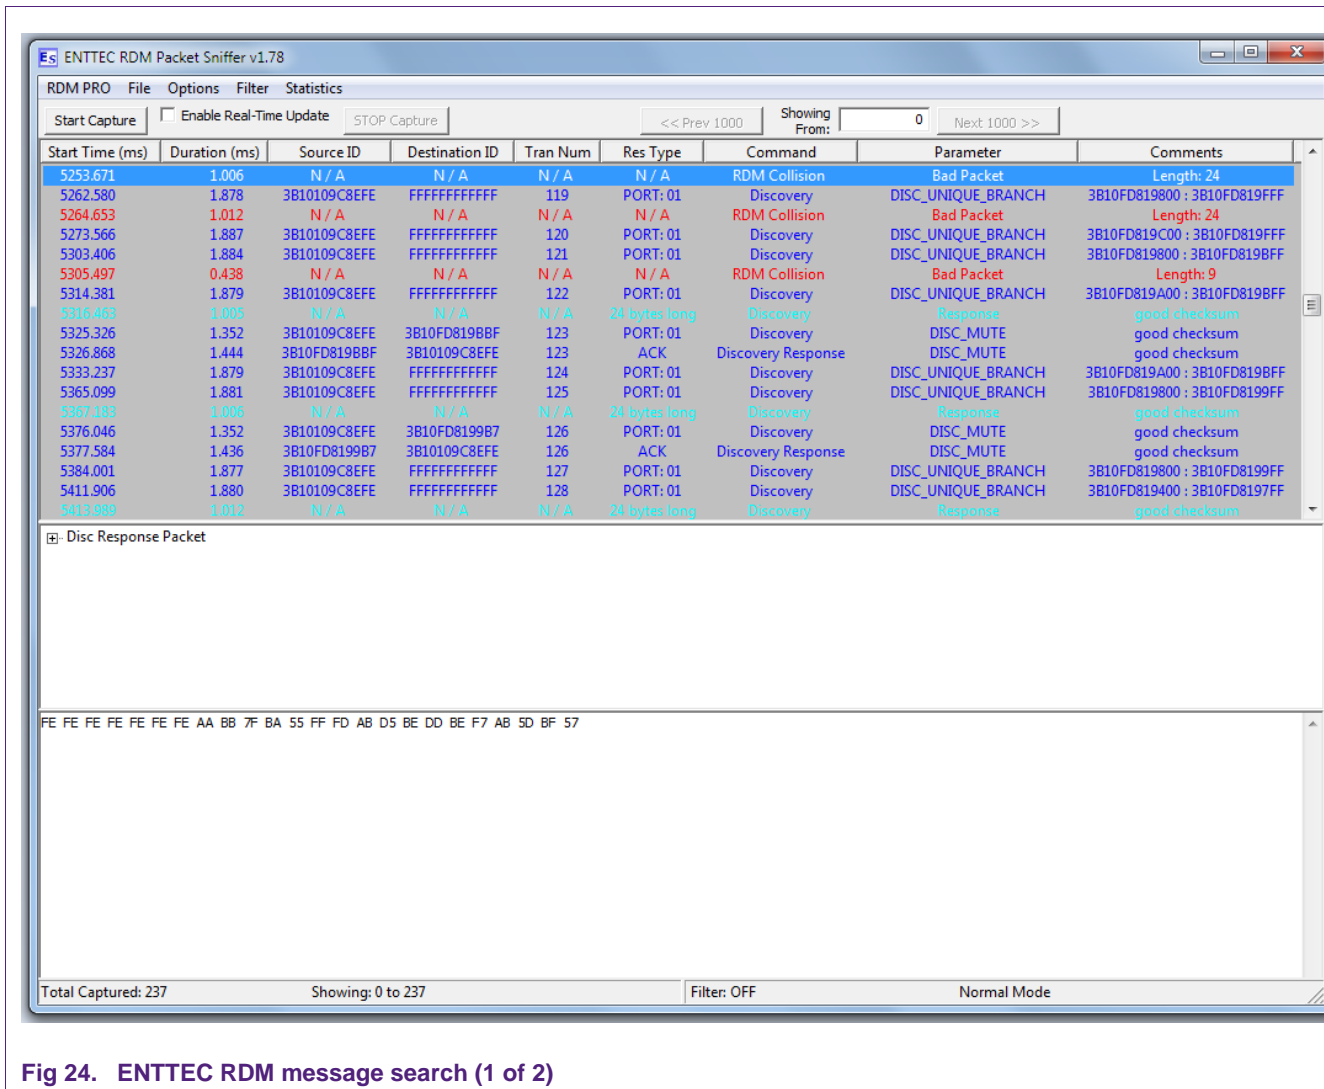 ES ENTTEC RDM Packet Sniffer v1.78
RDM PRO File Options Filter Statistics
Start Capture Enable Real-Time Update STOP Capture << Prev 1000 Showing From: 0 Next 1000 >>
Start Time (ms) Duration (ms) Source ID Destination ID Tran Num Res Type Command Parameter Comments
5253.671 1.006 N / A N / A N / A N / A RDM Collision Bad Packet Length: 24
5262.580 1.878 3B10109C8EFE FFFFFFFFFFFF 119 PORT: 01 Discovery DISC_UNIQUE_BRANCH 3B10FD819800 : 3B10FD819FFF
5264.653 1.012 N / A N / A N / A N / A RDM Collision Bad Packet Length: 24
5273.566 1.887 3B10109C8EFE FFFFFFFFFFFF 120 PORT: 01 Discovery DISC_UNIQUE_BRANCH 3B10FD819C00 : 3B10FD819FFF
5303.406 1.884 3B10109C8EFE FFFFFFFFFFFF 121 PORT: 01 Discovery DISC_UNIQUE_BRANCH 3B10FD819800 : 3B10FD819BFF
5305.497 0.438 N / A N / A N / A N / A RDM Collision Bad Packet Length: 9
5314.381 1.879 3B10109C8EFE FFFFFFFFFFFF 122 PORT: 01 Discovery DISC_UNIQUE_BRANCH 3B10FD819A00 : 3B10FD819BFF
5316.463 1.005 N / A N / A N / A 24 bytes long Discovery Response good checksum
5325.326 1.352 3B10109C8EFE 3B10FD819BBF 123 PORT: 01 Discovery DISC_MUTE good checksum
5326.868 1.444 3B10FD819BBF 3B10109C8EFE 123 ACK Discovery Response DISC_MUTE good checksum
5333.237 1.879 3B10109C8EFE FFFFFFFFFFFF 124 PORT: 01 Discovery DISC_UNIQUE_BRANCH 3B10FD819A00 : 3B10FD819BFF
5365.099 1.881 3B10109C8EFE FFFFFFFFFFFF 125 PORT: 01 Discovery DISC_UNIQUE_BRANCH 3B10FD819800 : 3B10FD8199FF
5367.183 1.006 N / A N / A N / A 24 bytes long Discovery Response good checksum
5376.046 1.352 3B10109C8EFE 3B10FD8199B7 126 PORT: 01 Discovery DISC_MUTE good checksum
5377.584 1.436 3B10FD8199B7 3B10109C8EFE 126 ACK Discovery Response DISC_MUTE good checksum
5384.001 1.877 3B10109C8EFE FFFFFFFFFFFF 127 PORT: 01 Discovery DISC_UNIQUE_BRANCH 3B10FD819800 : 3B10FD8199FF
5411.906 1.880 3B10109C8EFE FFFFFFFFFFFF 128 PORT: 01 Discovery DISC_UNIQUE_BRANCH 3B10FD819400 : 3B10FD8197FF
5413.989 1.012 N / A N / A N / A 24 bytes long Discovery Response good checksum
Disc Response Packet
FE FE FE FE FE FE FE AA BB 7F BA 55 FF FD AB D5 BE DD BE F7 AB 5D BF 57
Total Captured: 237 Showing: 0 to 237 Filter: OFF Normal Mode
Fig 24. ENTTEC RDM message search (1 of 2)